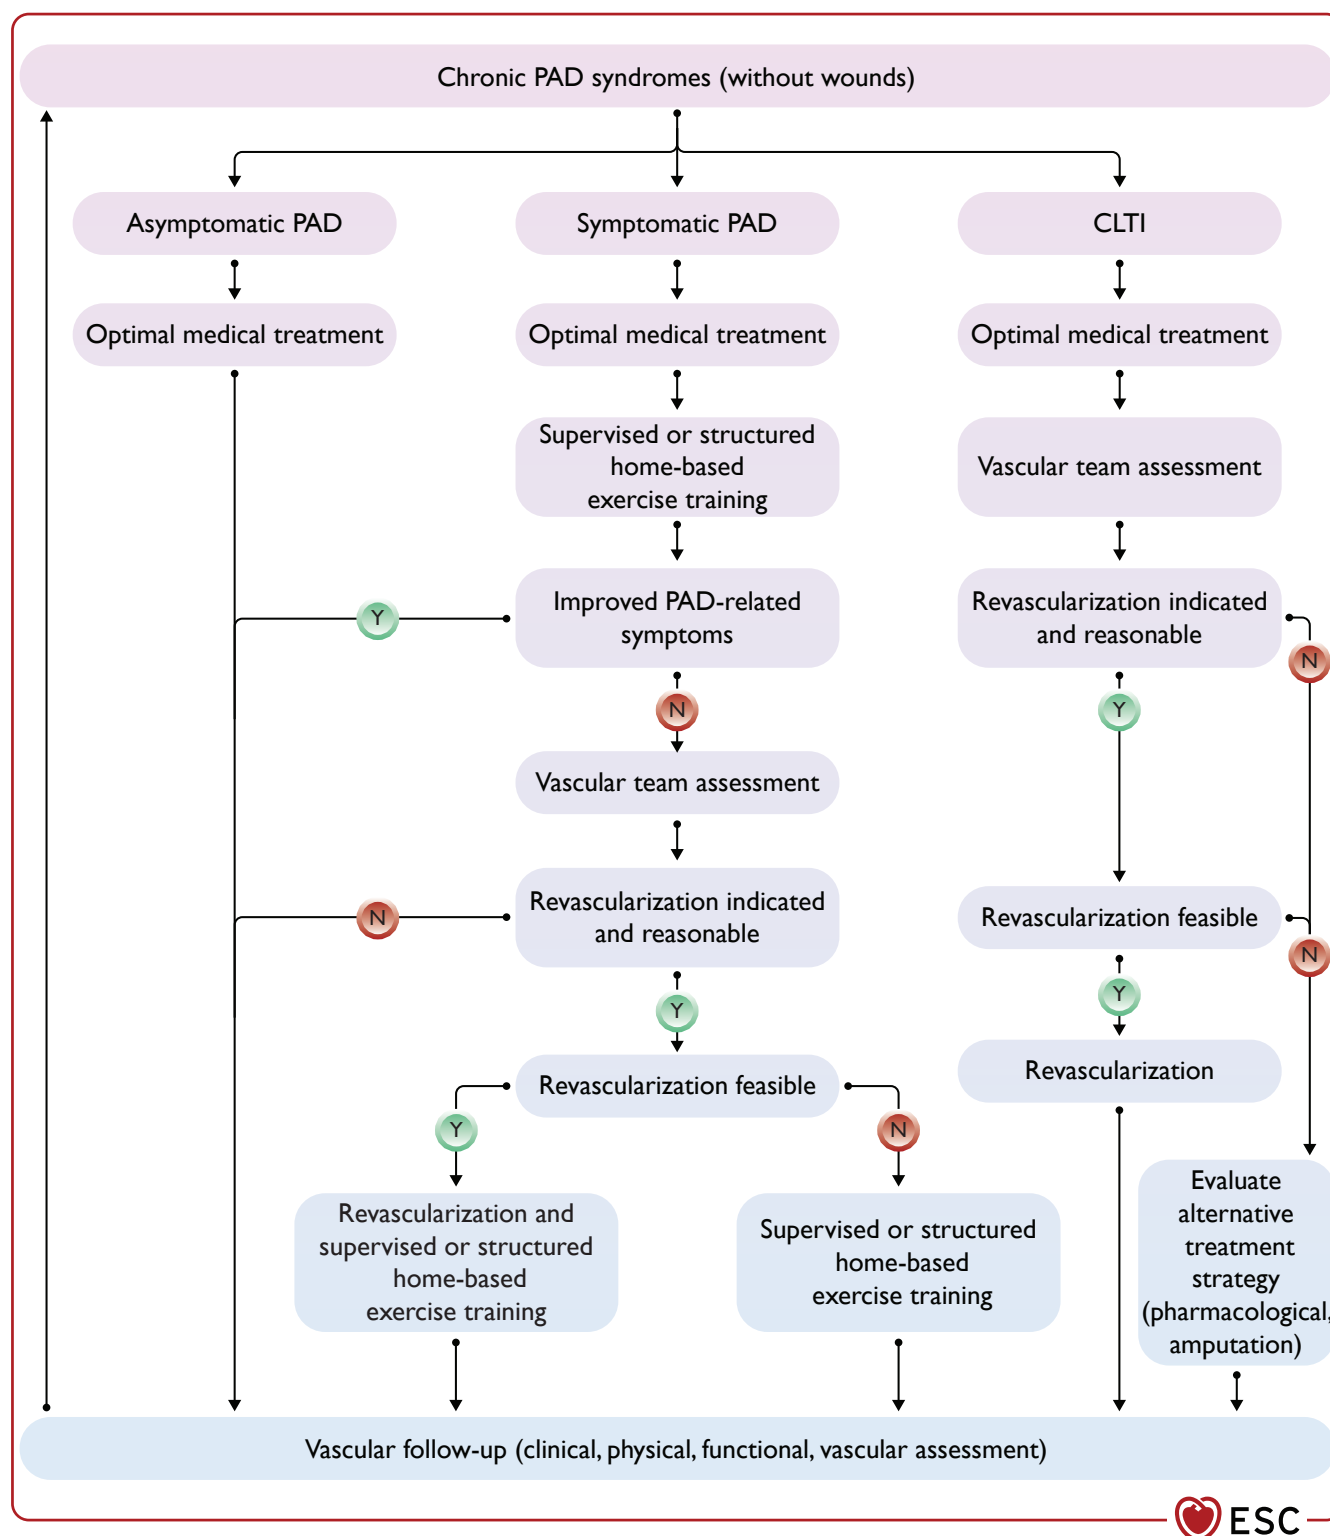 Chronic PAD syndromes (without wounds)
Asymptomatic PAD
Symptomatic PAD
CLTI
Optimal medical treatment
Optimal medical treatment
Optimal medical treatment
Supervised or structured
home-based
exercise training
Vascular team assessment
Y
Improved PAD-related
symptoms
Revascularization indicated
and reasonable
N
N
Y
Vascular team assessment
N
Revascularization indicated
and reasonable
Revascularization feasible
N
Y
Y
Revascularization feasible
Revascularization
Y
N
Revascularization and
supervised or structured
home-based
exercise training
Supervised or structured
home-based
exercise training
Evaluate
alternative
treatment
strategy
(pharmacological,
amputation)
Vascular follow-up (clinical, physical, functional, vascular assessment)
ESC